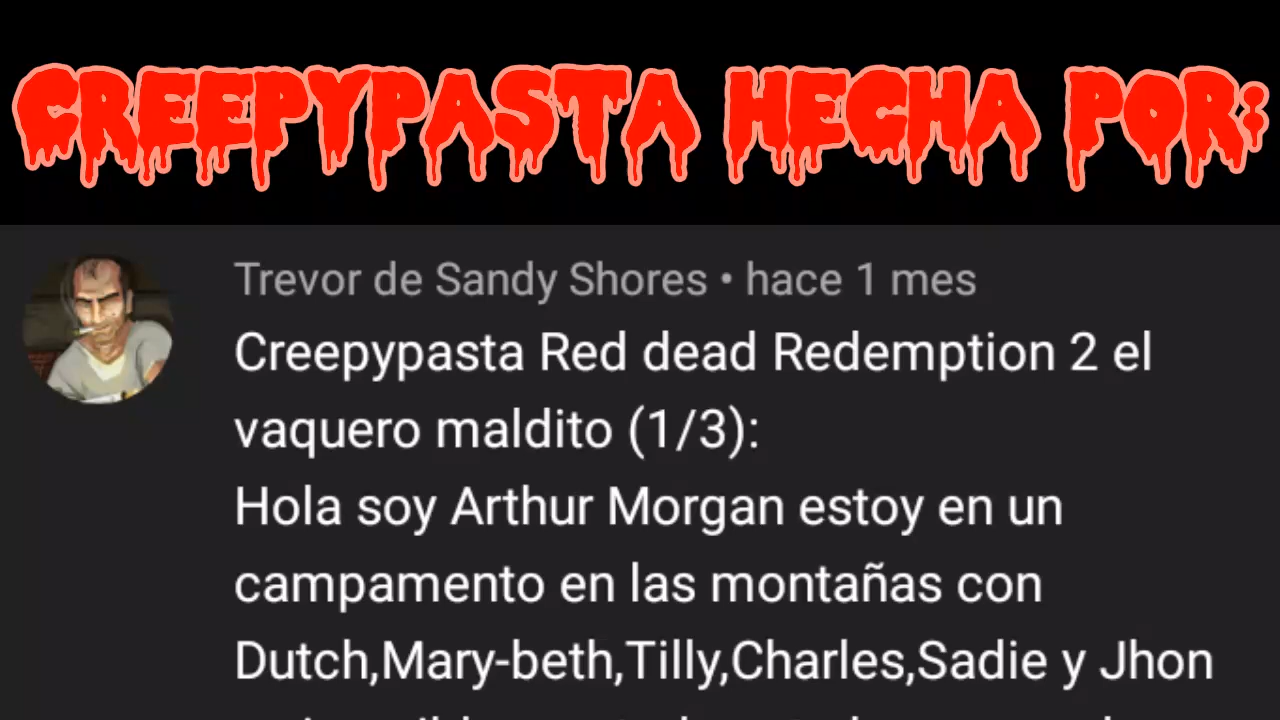 CREEPYPASTA HECHA POR:
Trevor de Sandy Shores • hace 1 mes
Creepypasta Red dead Redemption 2 el
vaquero maldito (1/3):
Hola soy Arthur Morgan estoy en un
campamento en las montañas con
Dutch,Mary-beth,Tilly,Charles,Sadie y Jhon